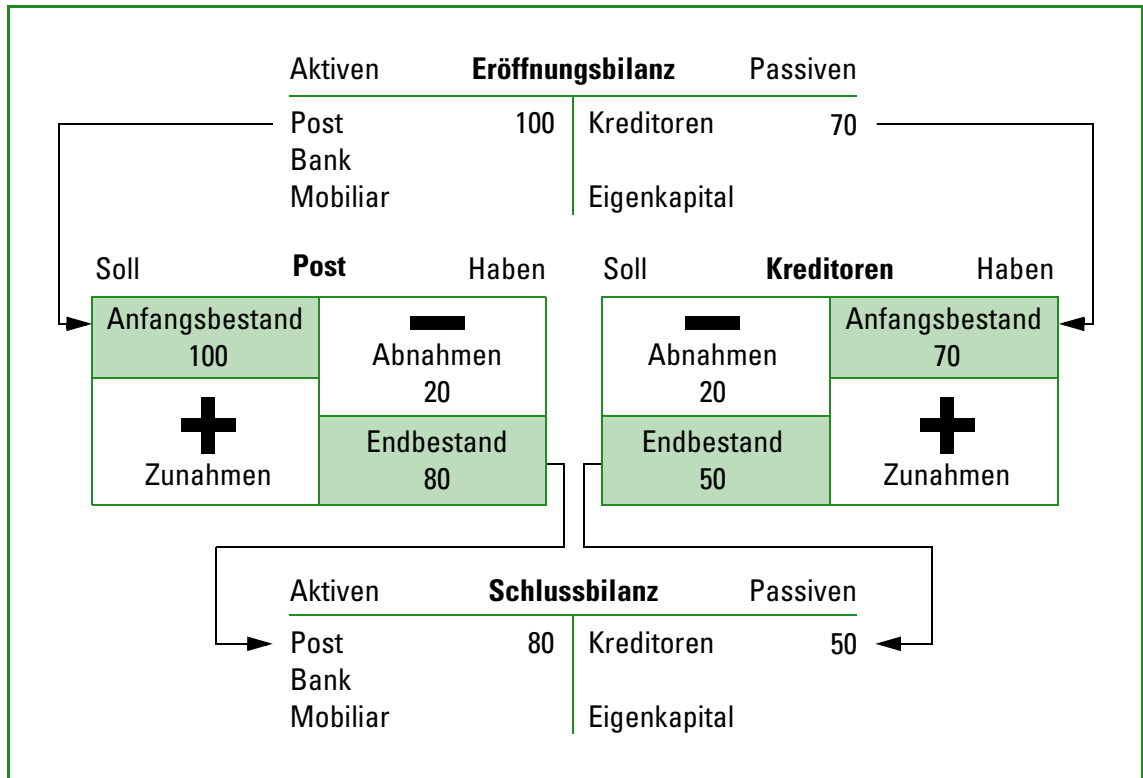 Aktiven Eröffnungsbilanz Passiven
Post 100 Kreditoren 70
Bank
Mobiliar Eigenkapital
Soll Post Haben
Anfangsbestand
100
Abnahmen
20
Zunahmen
Endbestand
80
Soll Kreditoren Haben
Abnahmen
20
Anfangsbestand
70
Endbestand
50
Zunahmen
Aktiven Schlussbilanz Passiven
Post 80 Kreditoren 50
Bank
Mobiliar Eigenkapital